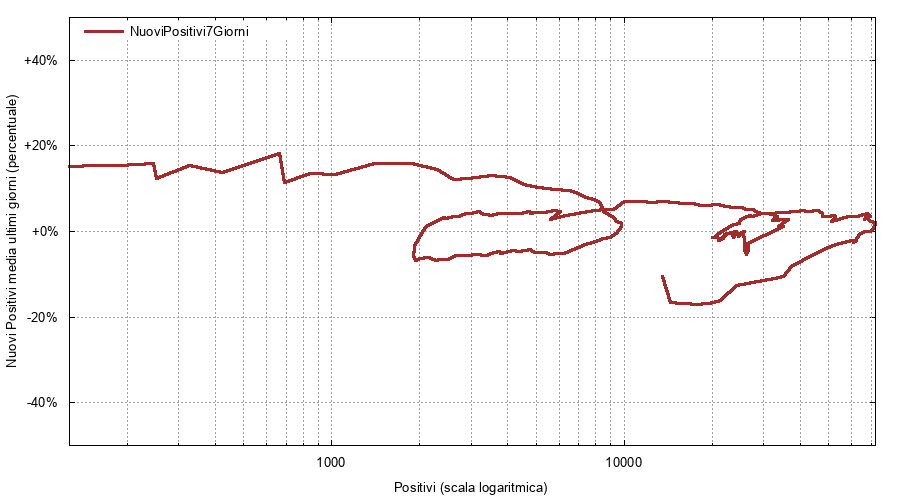 NuoviPositivi7Giorni
+40%
+20%
+0%
-20%
-40%
Nuovi Positivi media ultimi giorni (percentuale)
1000 10000
Positivi (scala logaritmica)